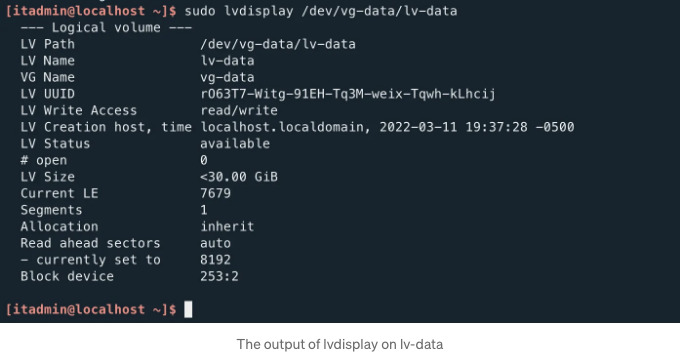 [itadmin@localhost ~]$ sudo lvdisplay /dev/vg-data/lv-data
--- Logical volume ---
LV Path /dev/vg-data/lv-data
LV Name lv-data
VG Name vg-data
LV UUID rO63T7-Witg-91EH-Tq3M-weix-Tqwh-kLhcij
LV Write Access read/write
LV Creation host, time localhost.localdomain, 2022-03-11 19:37:28 -0500
LV Status available
# open 0
LV Size <30.00 GiB
Current LE 7679
Segments 1
Allocation inherit
Read ahead sectors auto
- currently set to 8192
Block device 253:2
[itadmin@localhost ~]$
The output of lvdisplay on lv-data